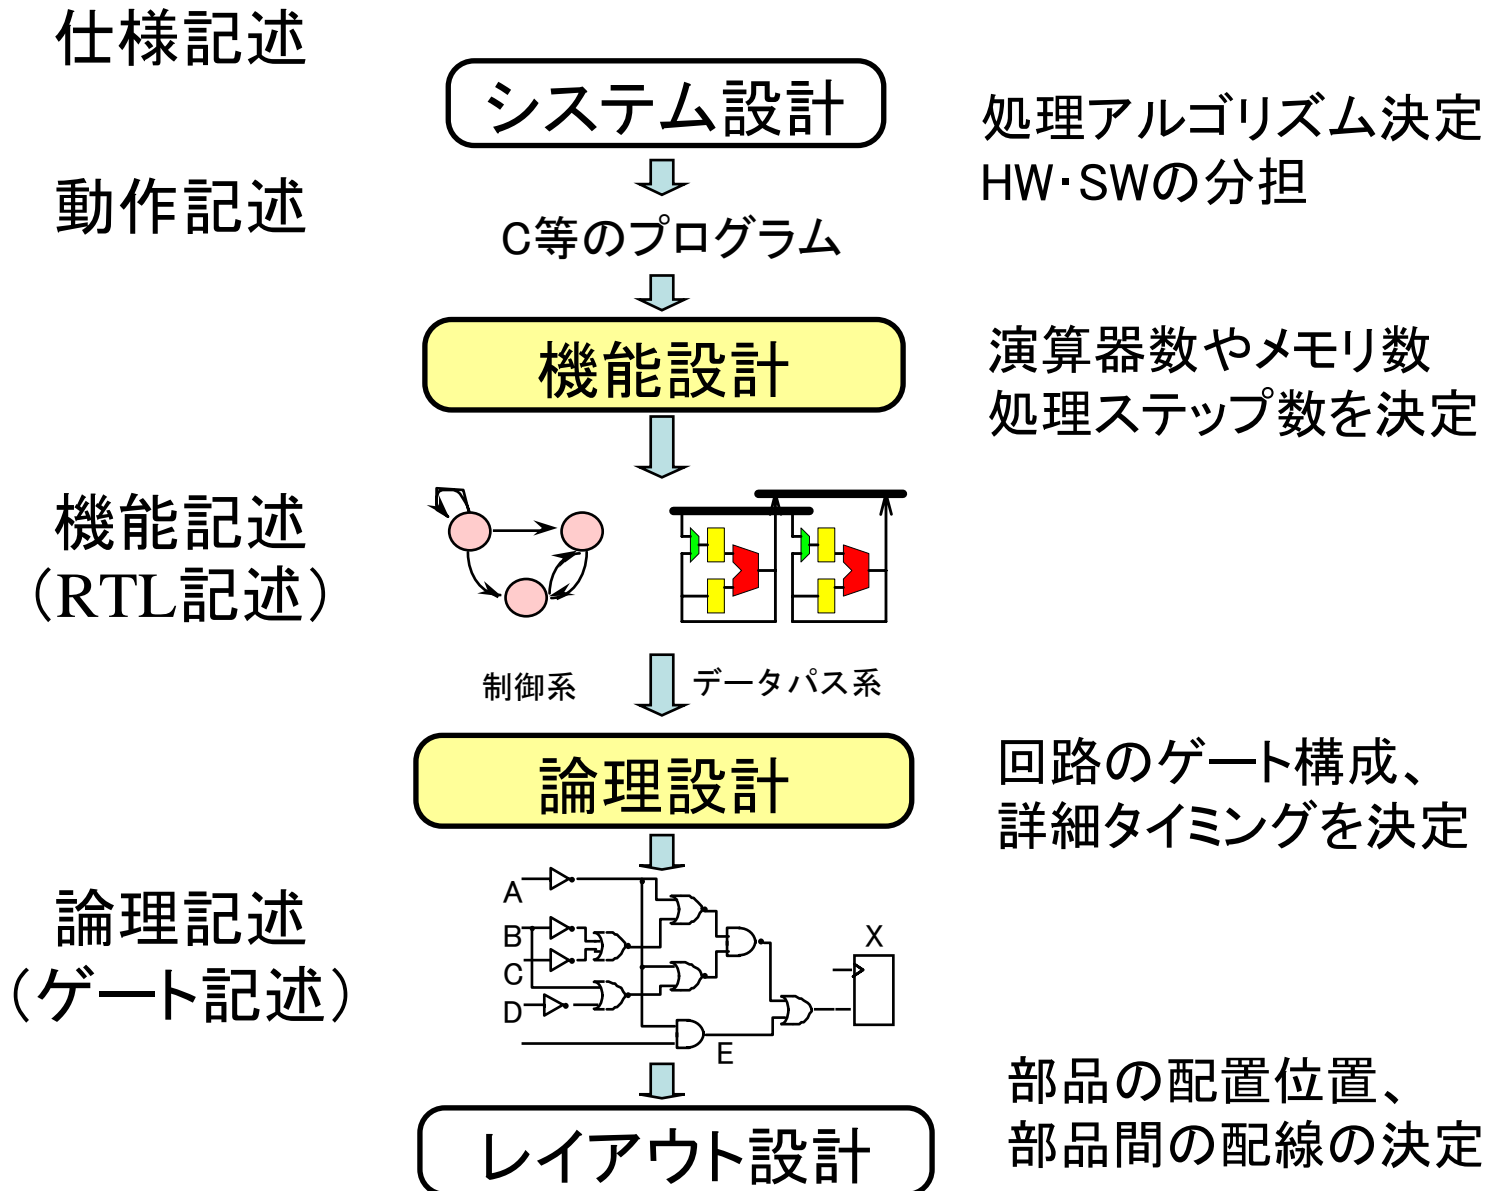 仕様記述
システム設計
処理アルゴリズム決定
HW・SWの分担
動作記述
C等のプログラム
機能設計
演算器数やメモリ数
処理ステップ数を決定
機能記述
（RTL記述）
制御系
データパス系
論理設計
回路のゲート構成、
詳細タイミングを決定
論理記述
（ゲート記述）
A
B
C
D
E
X
レイアウト設計
部品の配置位置、
部品間の配線の決定